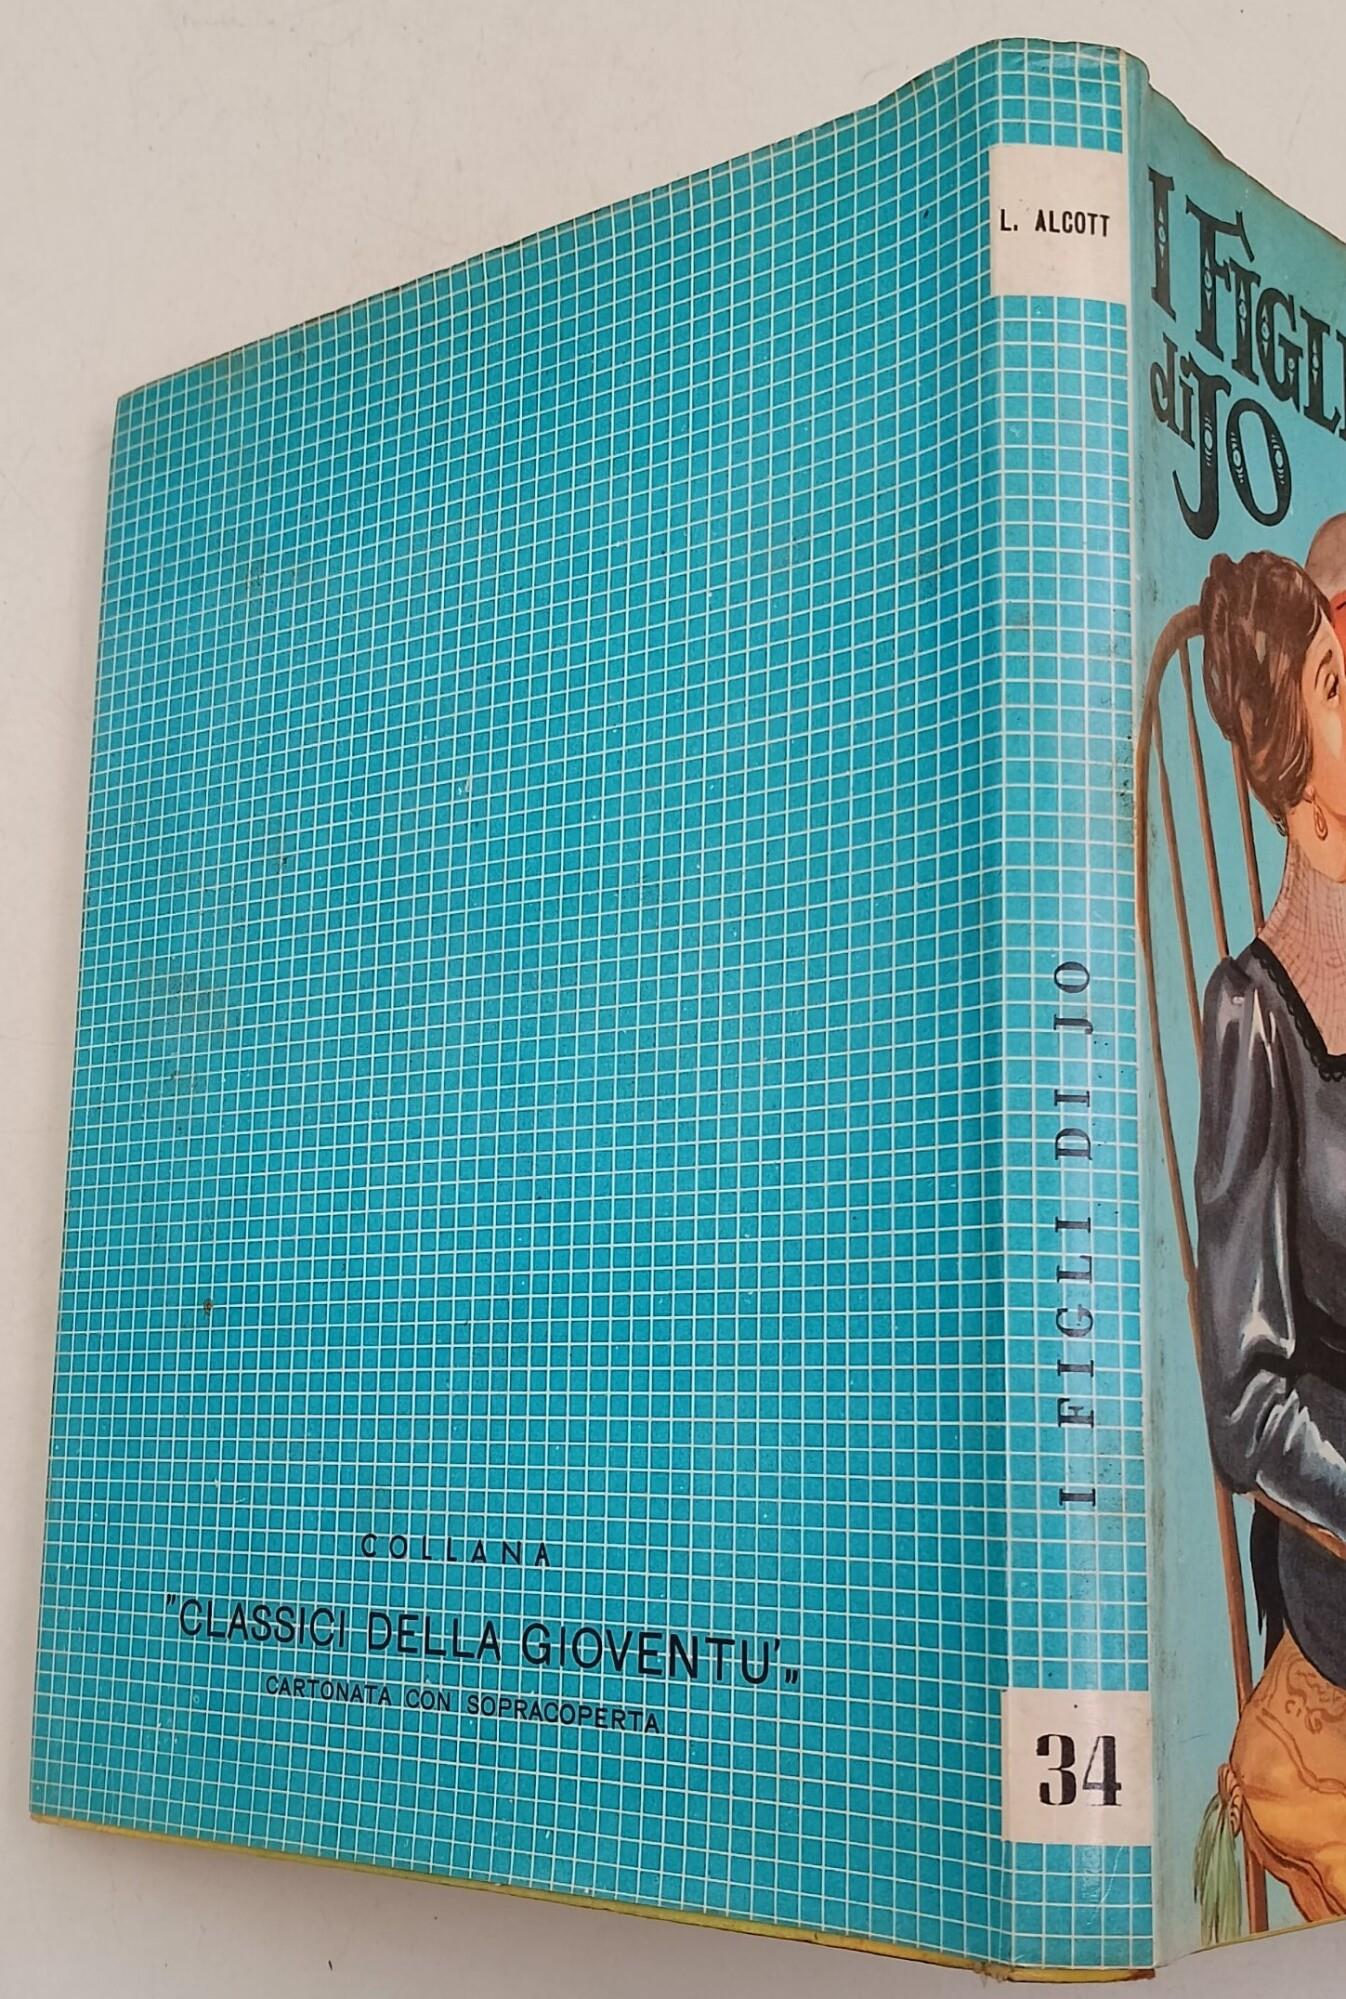 L. ALCOTT
I FIGLI DI JO
34
I FIGLI
di JO
COLLANA
"CLASSICI DELLA GIOVENTU'„
CARTONATA CON SOPRACOPERTA